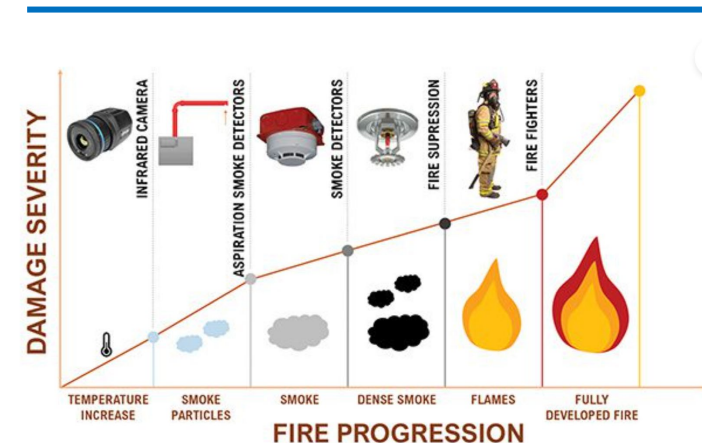 DAMAGE SEVERITY
INFRARED CAMERA
ASPIRATION SMOKE DETECTORS
SMOKE DETECTORS
FIRE SUPRESSION
FIRE FIGHTERS
TEMPERATURE
INCREASE
SMOKE
PARTICLES
SMOKE
DENSE SMOKE
FLAMES
FULLY
DEVELOPED FIRE
FIRE PROGRESSION